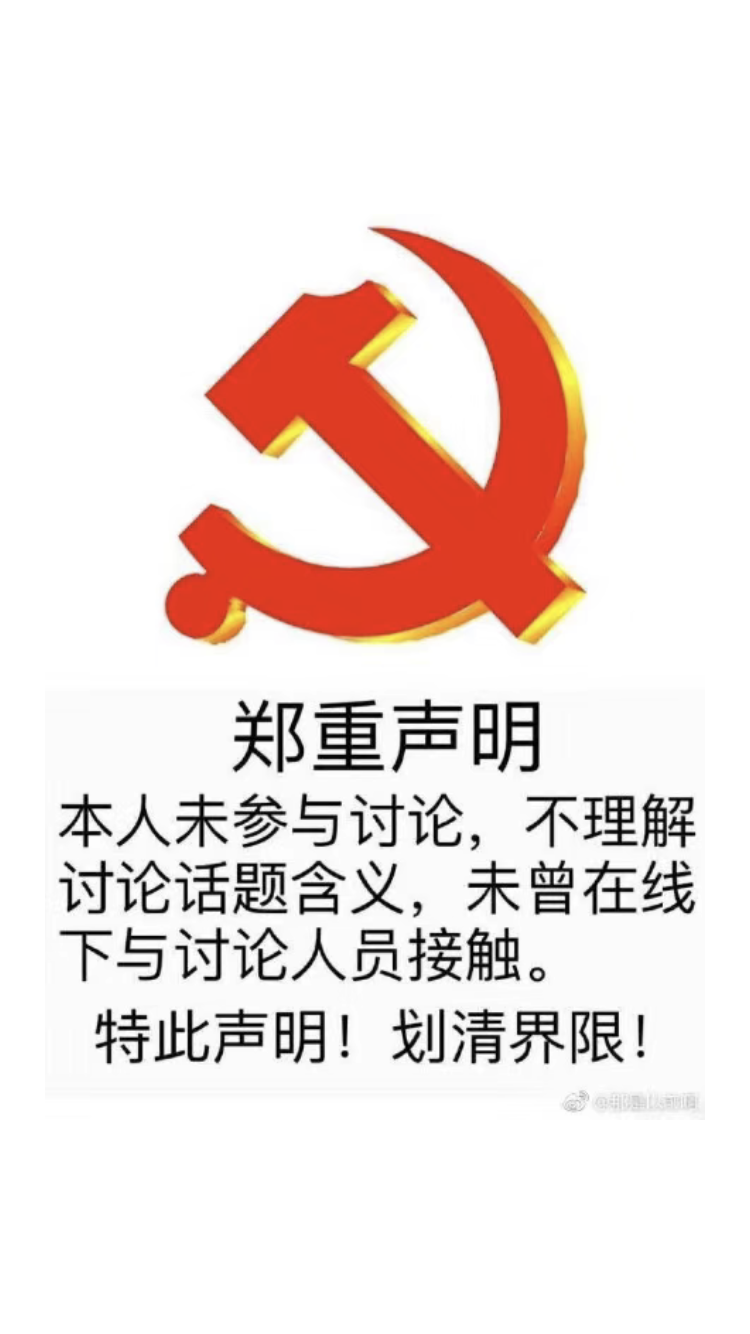 郑重声明
本人未参与讨论，不理解
讨论话题含义，未曾在线
下与讨论人员接触。
特此声明！划清界限！